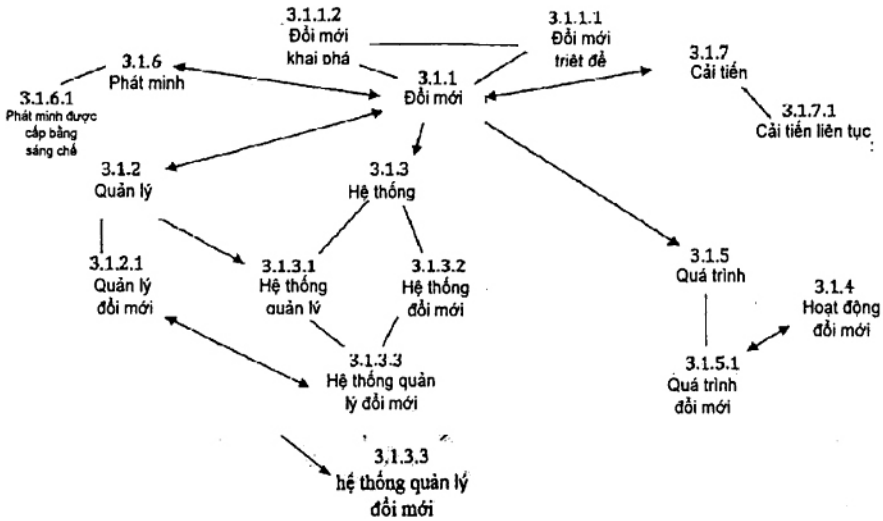 3.1.1.2
Đổi mới
khai phá
3.1.1.1
Đổi mới
triệt để
3.1.6
Phát minh
3.1.1
Đổi mới
3.1.7
Cải tiến
3.1.6.1
Phát minh được
cấp bằng
sáng chế
3.1.7.1
Cải tiến liên tục
3.1.2
Quản lý
3.1.3
Hệ thống
3.1.2.1
Quản lý
đổi mới
3.1.3.1
Hệ thống
quản lý
3.1.3.2
Hệ thống
đổi mới
3.1.5
Quá trình
3.1.4
Hoạt động
đổi mới
3.1.3.3
Hệ thống quản
lý đổi mới
3.1.5.1
Quá trình
đổi mới
3.1.3.3
hệ thống quản lý
đổi mới